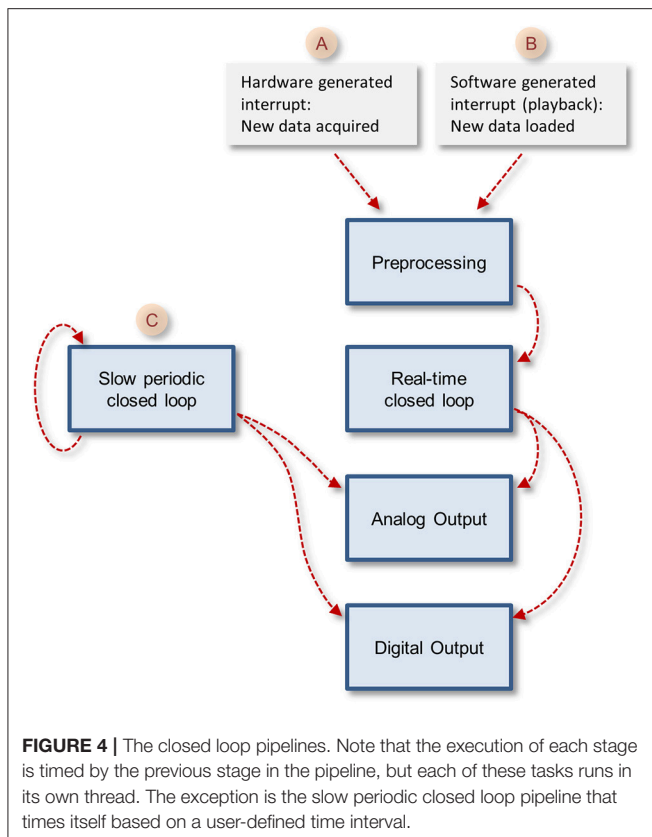 A
B
Hardware generated
interrupt:
New data acquired
Software generated
interrupt (playback):
New data loaded
Preprocessing
C
Slow periodic
closed loop
Real-time
closed loop
Analog Output
Digital Output
FIGURE 4 | The closed loop pipelines. Note that the execution of each stage
is timed by the previous stage in the pipeline, but each of these tasks runs in
its own thread. The exception is the slow periodic closed loop pipeline that
times itself based on a user-defined time interval.